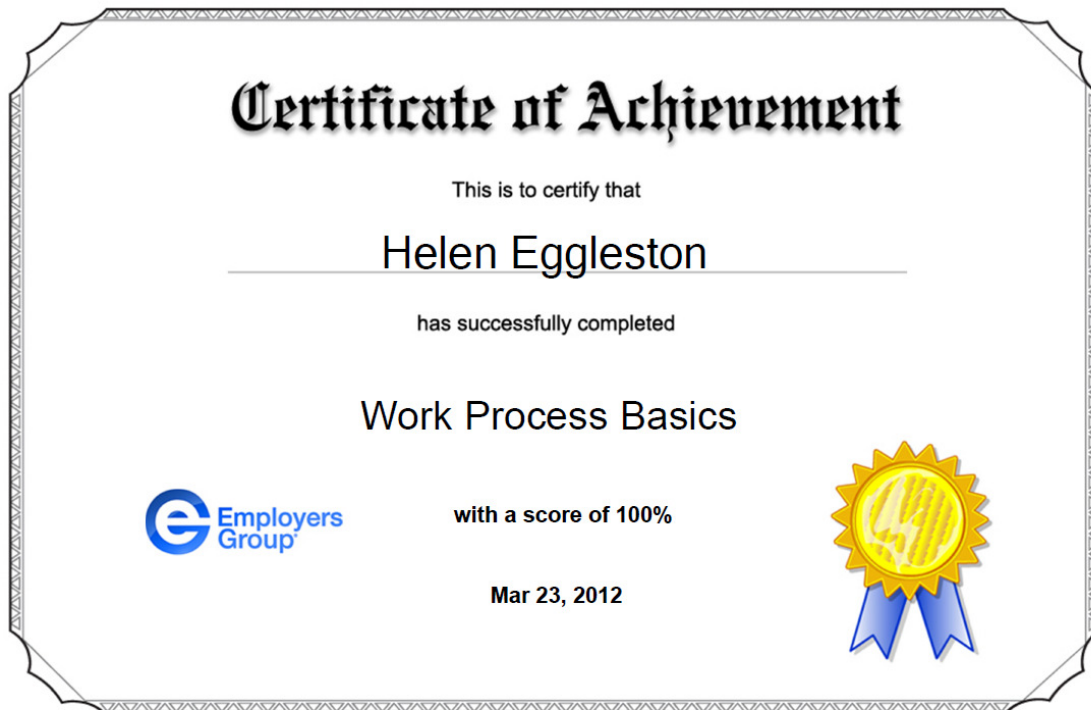 Certificate of Achievement
This is to certify that
Helen Eggleston
has successfully completed
Work Process Basics
Employers
Group
with a score of 100%
Mar 23, 2012